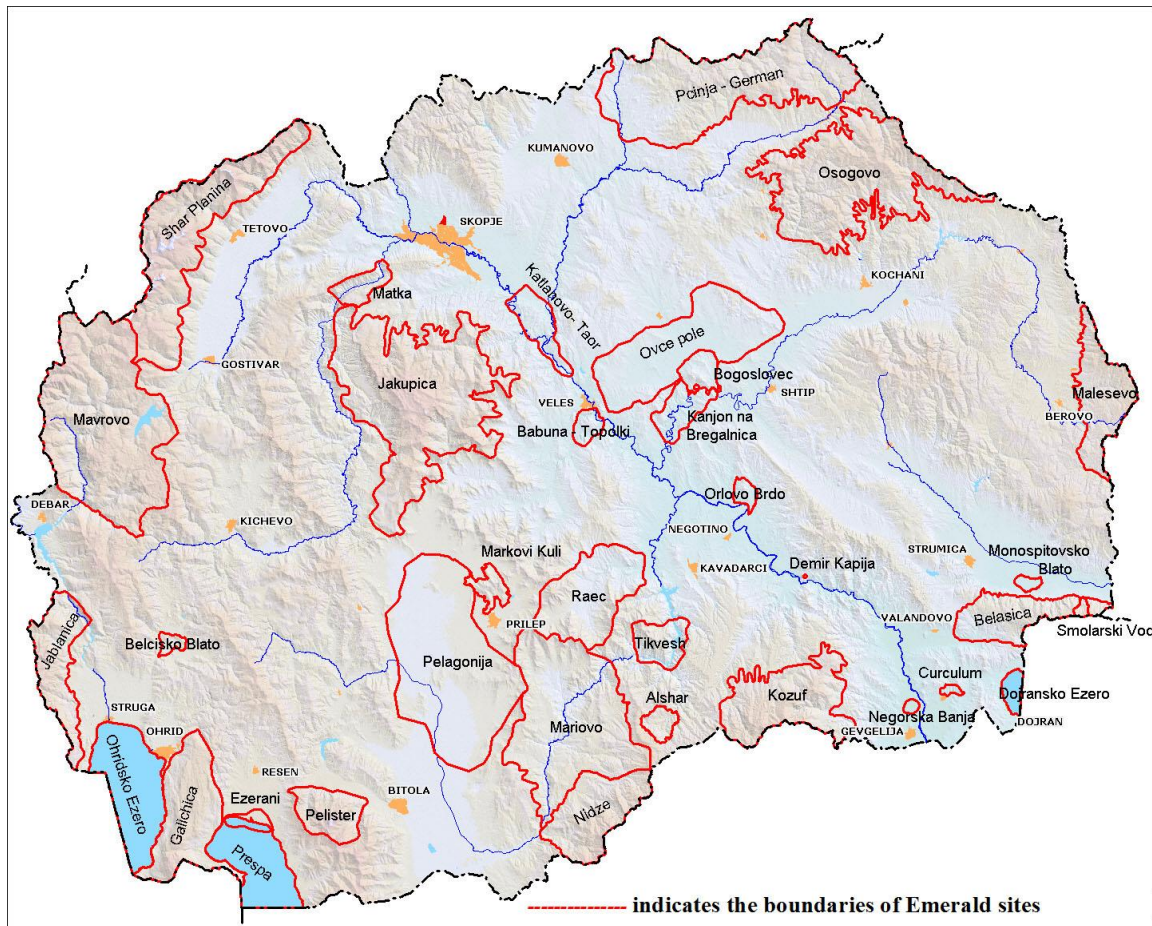 Pcinja - German
KUMANOVO
Osogovo
Shar Planina
TETOVO
SKOPJE
KOCHANI
Matka
Katlanovo- Taor
Ovce pole
GOSTIVAR
Jakupica
Bogoslovec
SHTIP
Malesevo
Mavrovo
VELES
BEROVO
Babuna - Topolki
Kanjon na
Bregalnica
DEBAR
Orlovo Brdo
KICHEVO
NEGOTINO
Markovi Kuli
STRUMICA
Monospitovsko
Blato
KAVADARCI
Demir Kapija
Raec
PRILEP
VALANDOVO
Belasica
Smolarski Vod
Jablanica
Belcisko Blato
Tikvesh
Pelagonija
Curculum
Dojransko Ezero
Alshar
Kozuf
STRUGA
Negorska Banja
DOJRAN
OHRID
Mariovo
GEVGELIJA
Ohridsko Ezero
RESEN
Galichica
Ezerani
BITOLA
Pelister
Nidze
Prespa
indicates the boundaries of Emerald sites